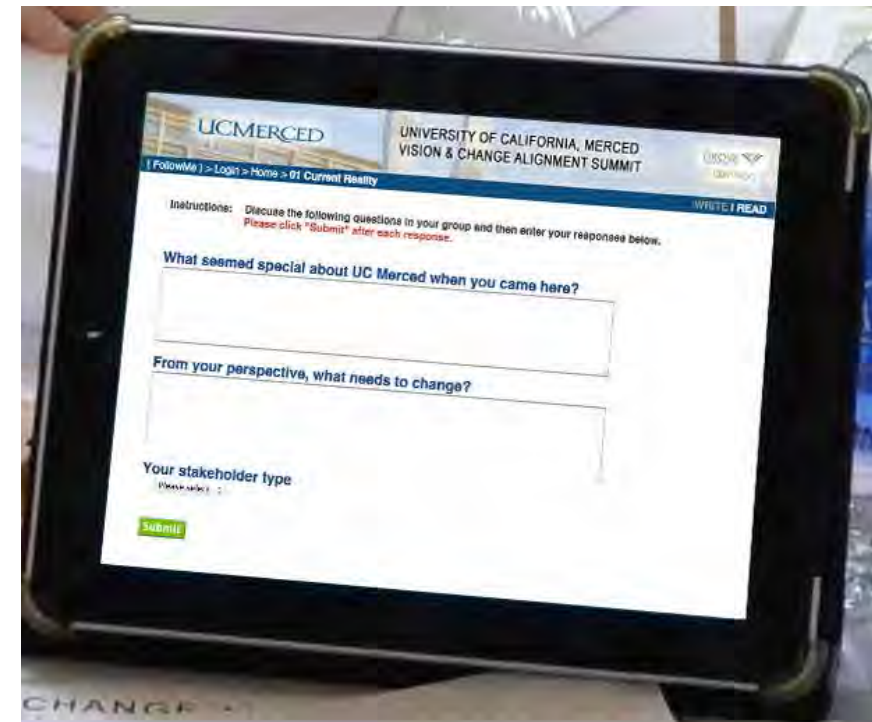 UCMERCED
UNIVERSITY OF CALIFORNIA, MERCED
VISION & CHANGE ALIGNMENT SUMMIT
[ FollowMe ] > Login > Home > 01 Current Reality
WRITE I READ
Instructions: Discuss the following questions in your group and then enter your responses below.
Please click "Submit" after each response.
What seemed special about UC Merced when you came here?
From your perspective, what needs to change?
Your stakeholder type
Please select
Submit
CHANGE